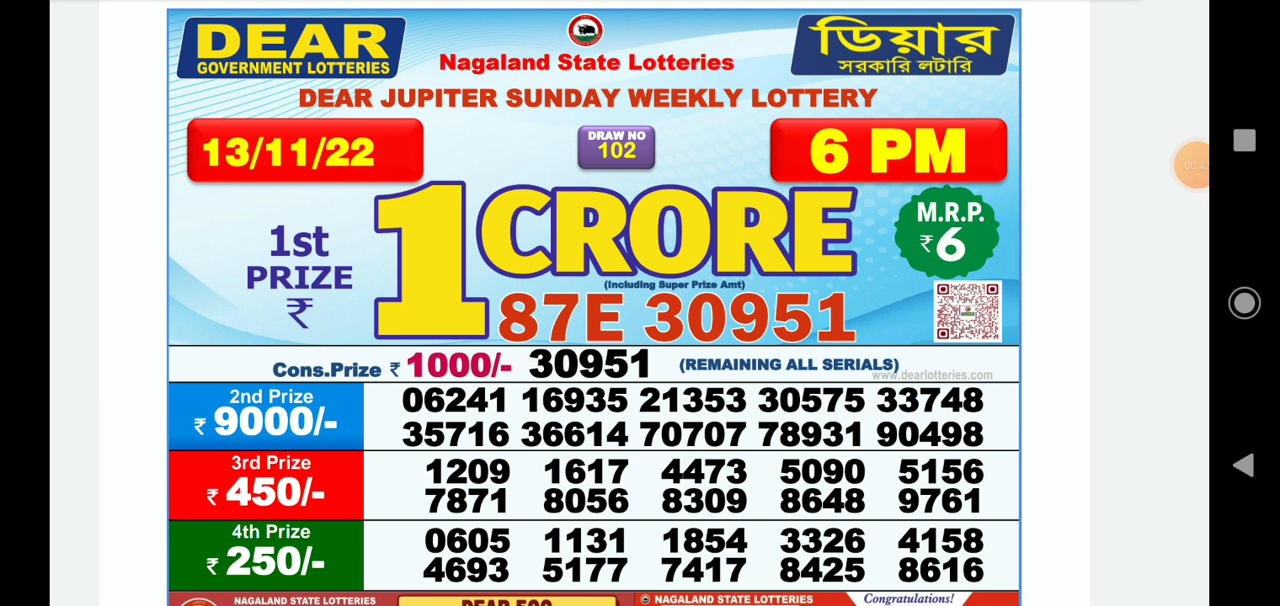 DEAR
GOVERNMENT LOTTERIES
Nagaland State Lotteries
ডিয়ার
সরকারি লটারি
DEAR JUPITER SUNDAY WEEKLY LOTTERY
13/11/22
DRAW NO
102
6 PM
1st
PRIZE
₹
1 CRORE
(Including Super Prize Amt)
M.R.P.
₹ 6
87E 30951
Cons.Prize ₹ 1000/- 30951 (REMAINING ALL SERIALS)
www.dearlotteries.com
2nd Prize
₹ 9000/-
06241 16935 21353 30575 33748
35716 36614 70707 78931 90498
3rd Prize
₹ 450/-
1209 1617 4473 5090 5156
7871 8056 8309 8648 9761
4th Prize
₹ 250/-
0605 1131 1854 3326 4158
4693 5177 7417 8425 8616
NAGALAND STATE LOTTERIES
DEAR 500
NAGALAND STATE LOTTERIES
Congratulations!